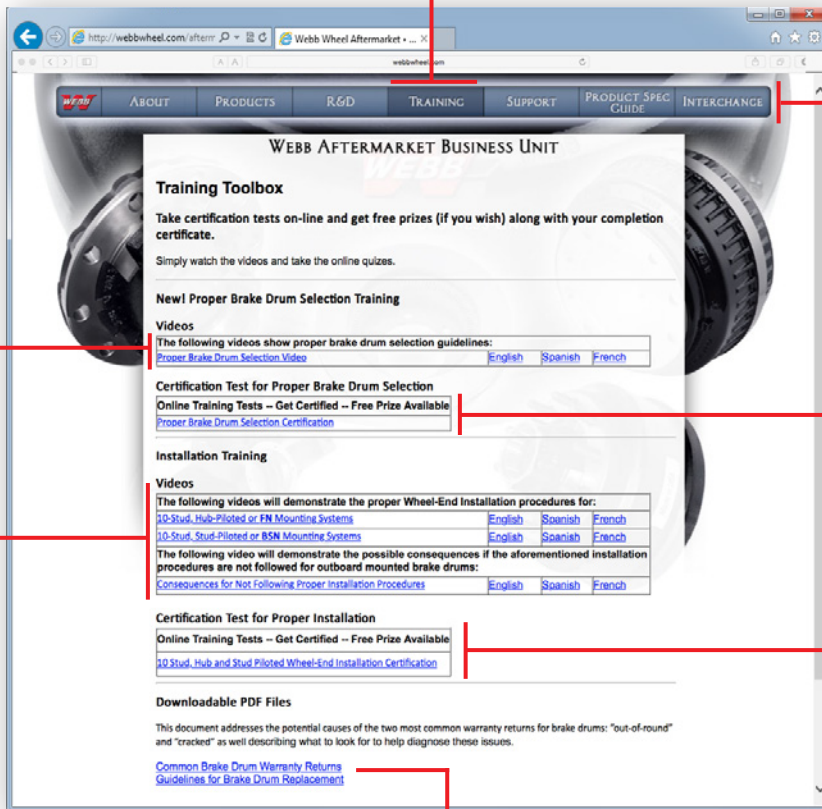 http://webbwheel.com/afterr
Webb Wheel Aftermarket • ... ×
webbwheel.com
WEBB ABOUT PRODUCTS R&D TRAINING SUPPORT PRODUCT SPEC GUIDE INTERCHANGE
WEBB AFTERMARKET BUSINESS UNIT
WEBB
Training Toolbox
Take certification tests on-line and get free prizes (if you wish) along with your completion
certificate.
Simply watch the videos and take the online quizes.
New! Proper Brake Drum Selection Training
Videos
The following videos show proper brake drum selection guidelines:
Proper Brake Drum Selection Video English Spanish French
Certification Test for Proper Brake Drum Selection
Online Training Tests -- Get Certified -- Free Prize Available
Proper Brake Drum Selection Certification
Installation Training
Videos
The following videos will demonstrate the proper Wheel-End Installation procedures for:
10-Stud, Hub-Piloted or FN Mounting Systems English Spanish French
10-Stud, Stud-Piloted or BSN Mounting Systems English Spanish French
The following video will demonstrate the possible consequences if the aforementioned installation
procedures are not followed for outboard mounted brake drums:
Consequences for Not Following Proper Installation Procedures English Spanish French
Certification Test for Proper Installation
Online Training Tests -- Get Certified -- Free Prize Available
10 Stud, Hub and Stud Piloted Wheel-End Installation Certification
Downloadable PDF Files
This document addresses the potential causes of the two most common warranty returns for brake drums: "out-of-round"
and "cracked" as well describing what to look for to help diagnose these issues.
Common Brake Drum Warranty Returns
Guidelines for Brake Drum Replacement